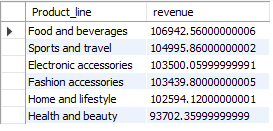 Product_line revenue
Food and beverages 106942.56000000006
Sports and travel 104995.86000000002
Electronic accessories 103500.05999999991
Fashion accessories 103439.80000000005
Home and lifestyle 102594.12000000001
Health and beauty 93702.35999999999